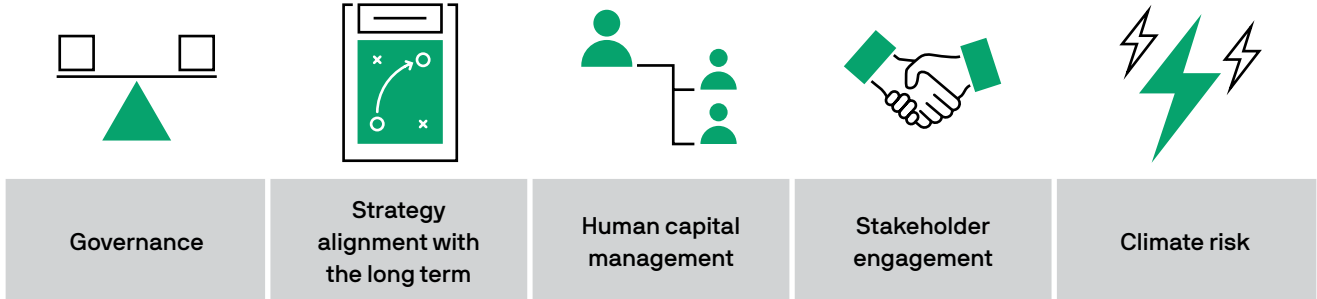 Governance
Strategy
alignment with
the long term
Human capital
management
Stakeholder
engagement
Climate risk